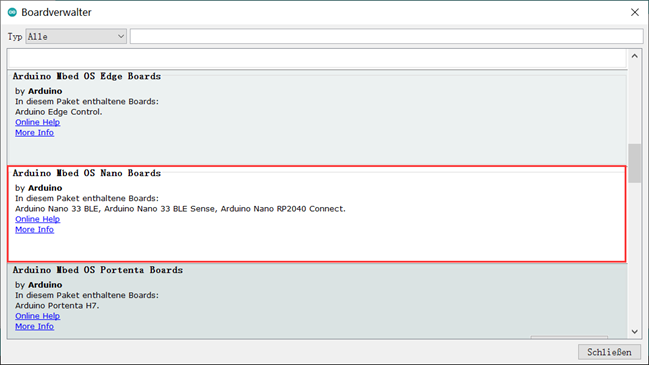 Boardverwalter
Typ Alle
Arduino Mbed OS Edge Boards
by Arduino
In diesem Paket enthaltene Boards:
Arduino Edge Control.
Online Help
More Info
Arduino Mbed OS Nano Boards
by Arduino
In diesem Paket enthaltene Boards:
Arduino Nano 33 BLE, Arduino Nano 33 BLE Sense, Arduino Nano RP2040 Connect.
Online Help
More Info
Arduino Mbed OS Portenta Boards
by Arduino
In diesem Paket enthaltene Boards:
Arduino Portenta H7.
Online Help
More Info
Schließen